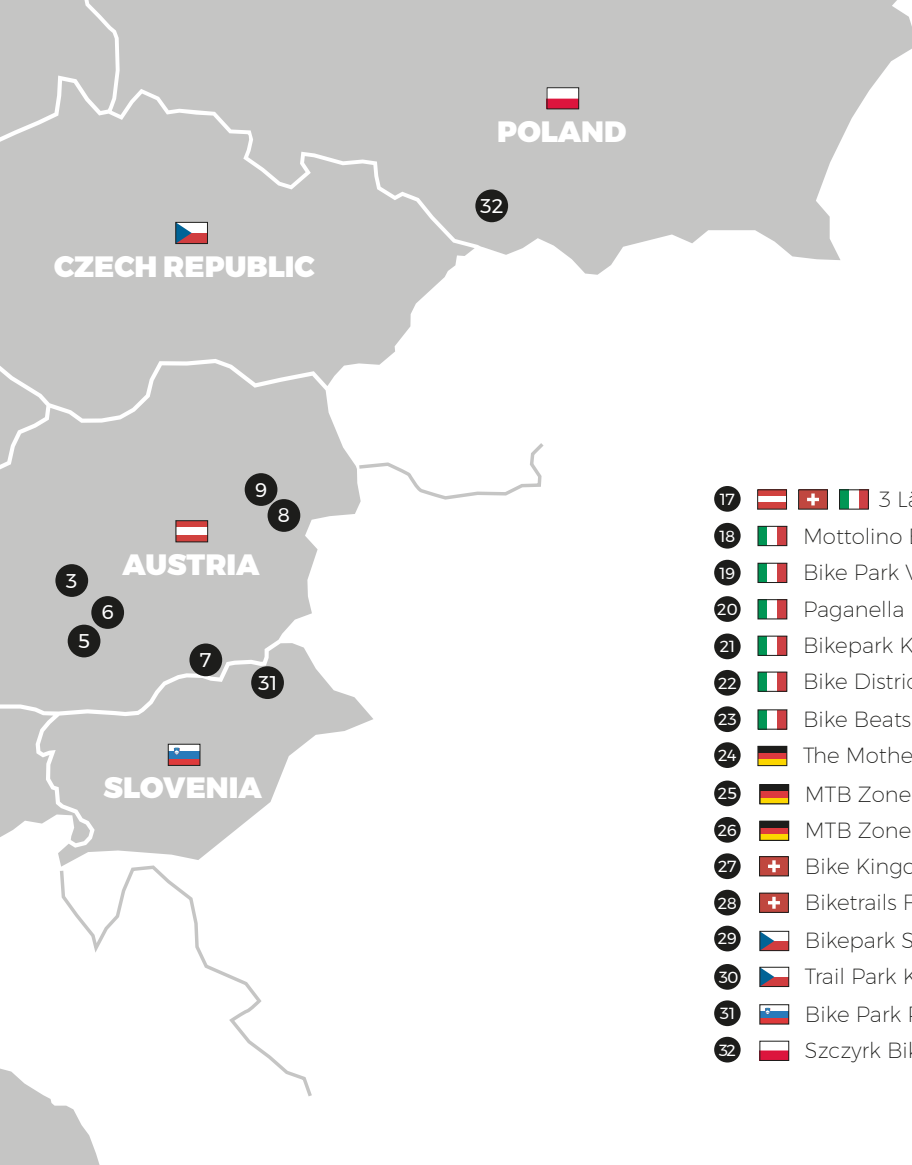 POLAND
32
CZECH REPUBLIC
9
8
AUSTRIA
3
6
5
7
31
SLOVENIA
17 3 Lä
18 Mottolino
19 Bike Park
20 Paganella
21 Bikepark K
22 Bike Distric
23 Bike Beats
24 The Mothe
25 MTB Zone
26 MTB Zone
27 Bike Kingd
28 Biketrails F
29 Bikepark S
30 Trail Park K
31 Bike Park
32 Szczyrk Bik